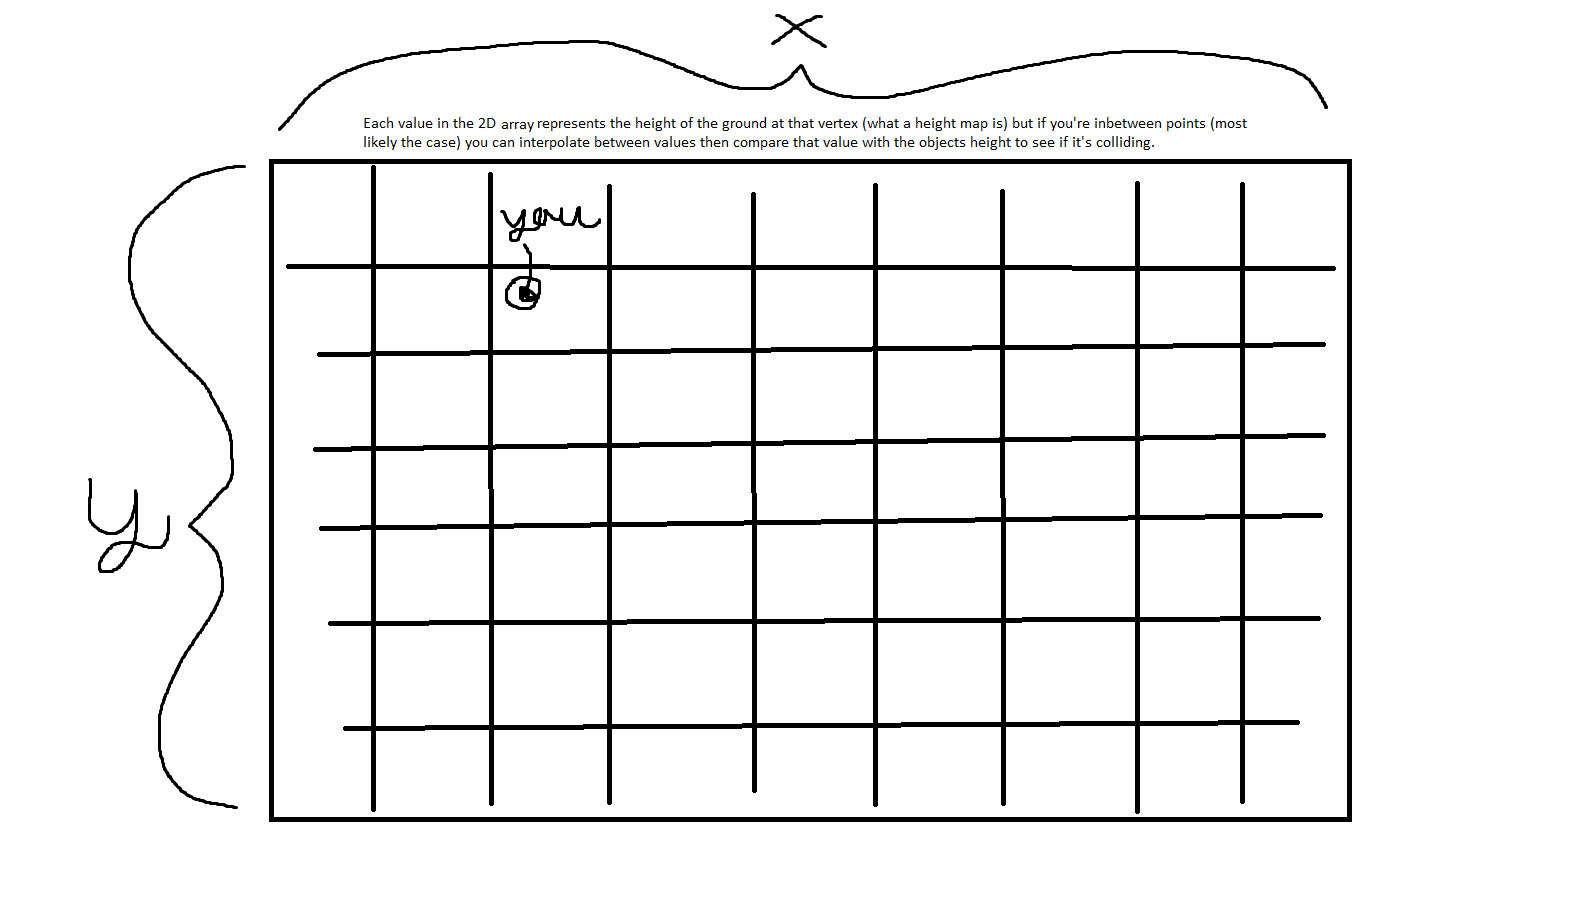 X
Each value in the 2D array represents the height of the ground at that vertex (what a height map is) but if you're inbetween points (most
likely the case) you can interpolate between values then compare that value with the objects height to see if it's colliding.
you
y